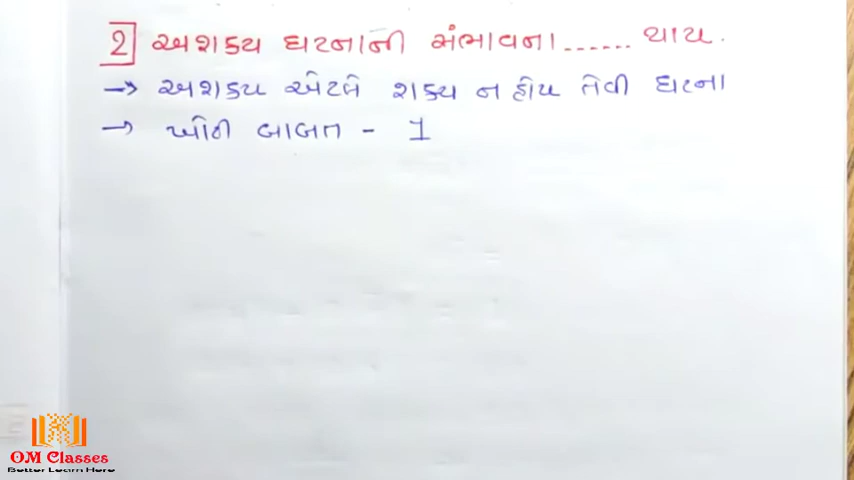 2 અશક્ય ઘટનાની સંભાવના...... થાય.
→ અશક્ય એટલે શક્ય ન હોય તેવી ઘટના
→ ખોટી બાબત - 1
OM Classes
Better Learn Here